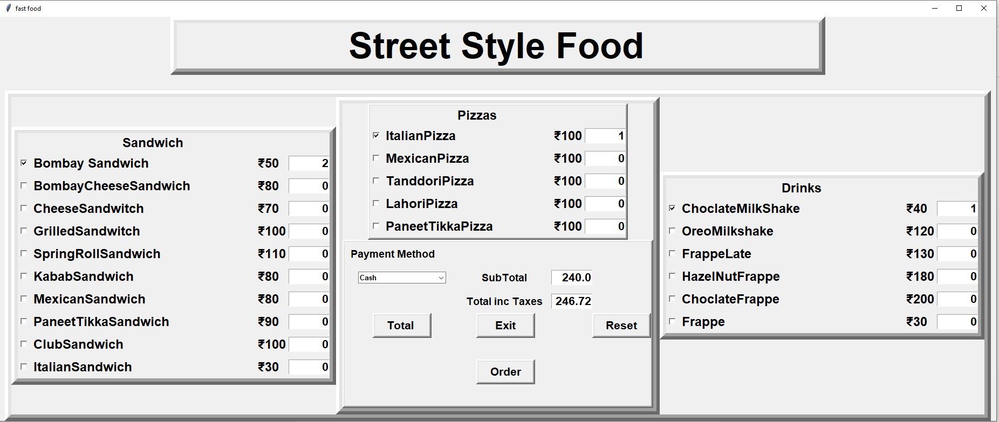 fast food
Street Style Food
Sandwich
Bombay Sandwich ₹50 2
BombayCheeseSandwich ₹80 0
CheeseSandwitch ₹70 0
GrilledSandwitch ₹100 0
SpringRollSandwich ₹110 0
KababSandwich ₹80 0
MexicanSandwich ₹80 0
PaneetTikkaSandwich ₹90 0
ClubSandwich ₹100 0
ItalianSandwich ₹30 0
Pizzas
ItalianPizza ₹100 1
MexicanPizza ₹100 0
TanddoriPizza ₹100 0
LahoriPizza ₹100 0
PaneetTikkaPizza ₹100 0
Payment Method
Cash SubTotal 240.0
Total inc Taxes 246.72
Total Exit Reset
Order
Drinks
ChoclateMilkShake ₹40 1
OreoMilkshake ₹120 0
FrappeLate ₹130 0
HazelNutFrappe ₹180 0
ChoclateFrappe ₹200 0
Frappe ₹30 0